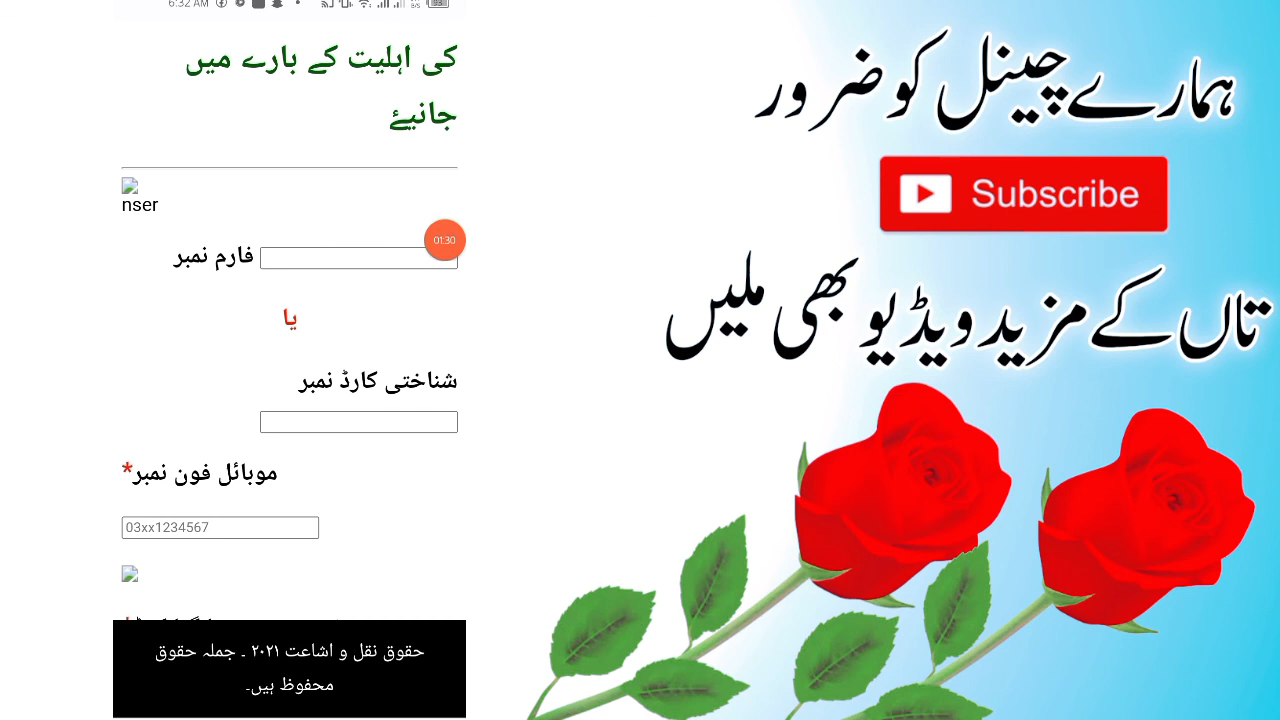 6:32 AM
کی اہلیت کے بارے میں
جانیئے
nser
01:30
فارم نمبر
یا
شناختی کارڈ نمبر
موبائل فون نمبر*
03xx1234567
حقوق نقل و اشاعت ۲۰۲۱ ۔ جملہ حقوق
محفوظ ہیں۔
ہمارے چینل کو ضرور
Subscribe
تاں کے مزید ویڈیو بھی ملیں